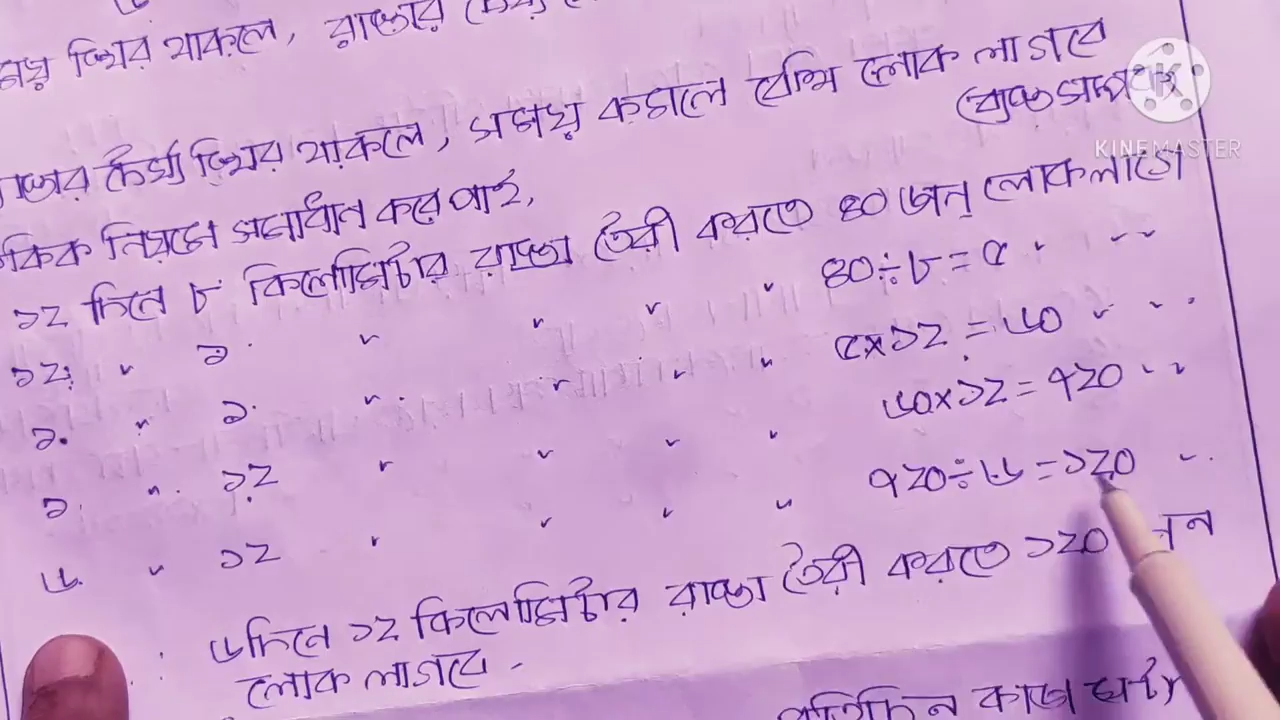 সময় স্থির থাকলে, রাস্তার দৈর্ঘ্য
রাস্তার দৈর্ঘ্য স্থির থাকলে, সময় কমালে বেশি লোক লাগবে
(ব্যস্ত সম্পর্ক)
KINEMASTER
ঐকিক নিয়মে সমাধান করে পাই,
১২ দিনে ৮ কিলোমিটার রাস্তা তৈরী করতে ৪০ জন লোক লাগে
১২ " ১ " " " " ৪০÷৮=৫ " "
১ " ১ " " " " ৫×১২=৬০ " "
১ " ১২ " " " " ৬০×১২=৭২০ " "
৬ " ১২ " " " " ৭২০÷৬=১২০ " "
৬ দিনে ১২ কিলোমিটার রাস্তা তৈরী করতে ১২০ জন
লোক লাগবে
প্রতিদিন কাজ